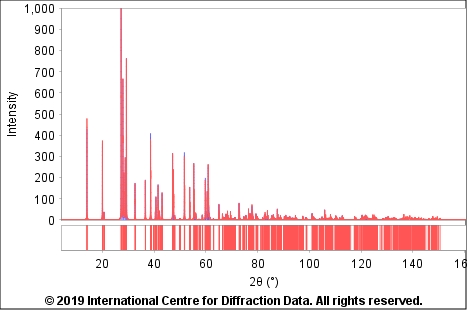 1,000
900
800
700
600
500
400
300
200
100
0
Intensity
20 40 60 80 100 120 140 16
2θ (°)
© 2019 International Centre for Diffraction Data. All rights reserved.